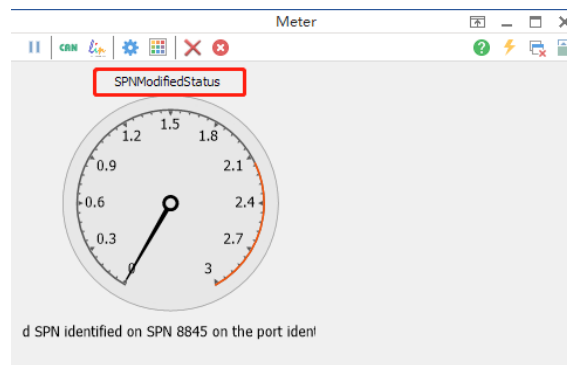 Meter
CAN Lin
SPNModifiedStatus
1.5
1.2 1.8
0.9 2.1
0.6 2.4
0.3 2.7
0 3
d SPN identified on SPN 8845 on the port ident